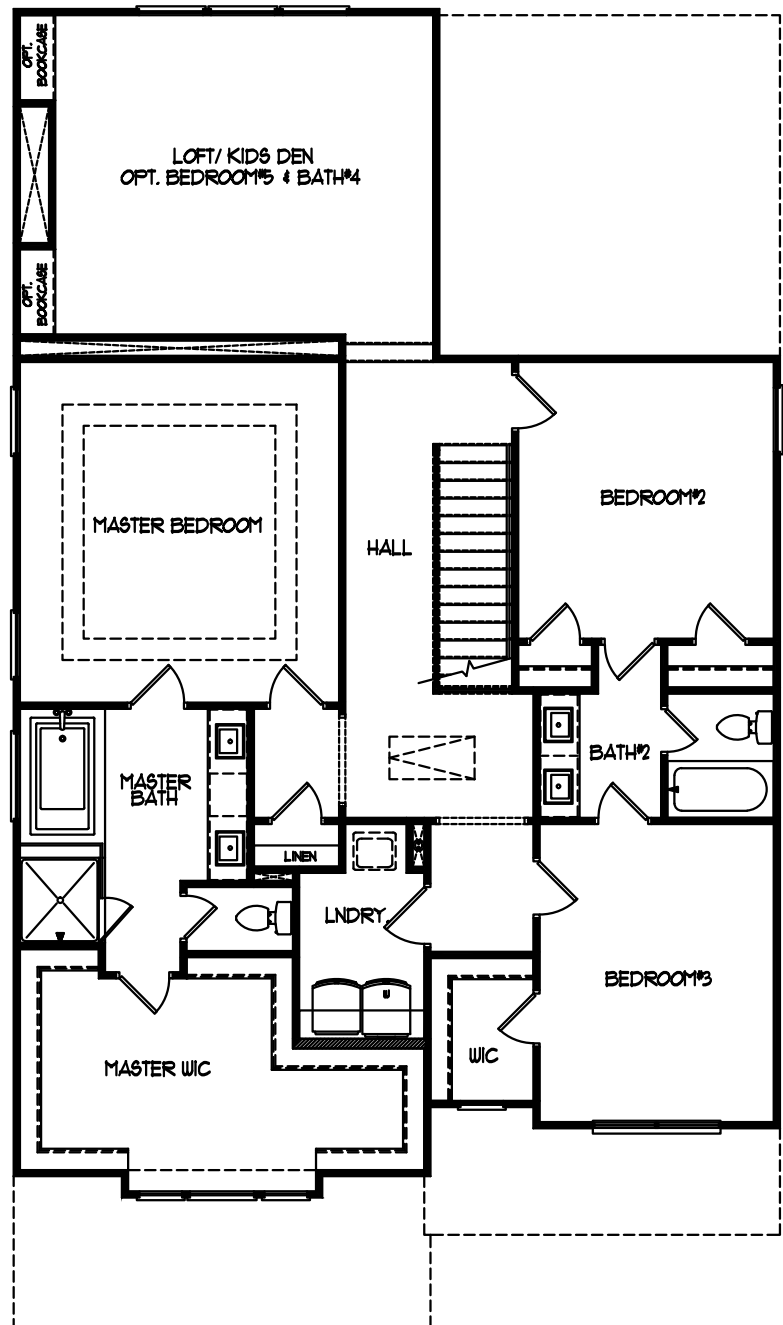 OPT.
BOOKCASE
LOFT/ KIDS DEN
OPT. BEDROOM#5 & BATH#4
OPT.
BOOKCASE
MASTER BEDROOM
HALL
BEDROOM#2
MASTER
BATH
BATH#2
LINEN
LNDRY.
BEDROOM#3
W
WIC
MASTER WIC